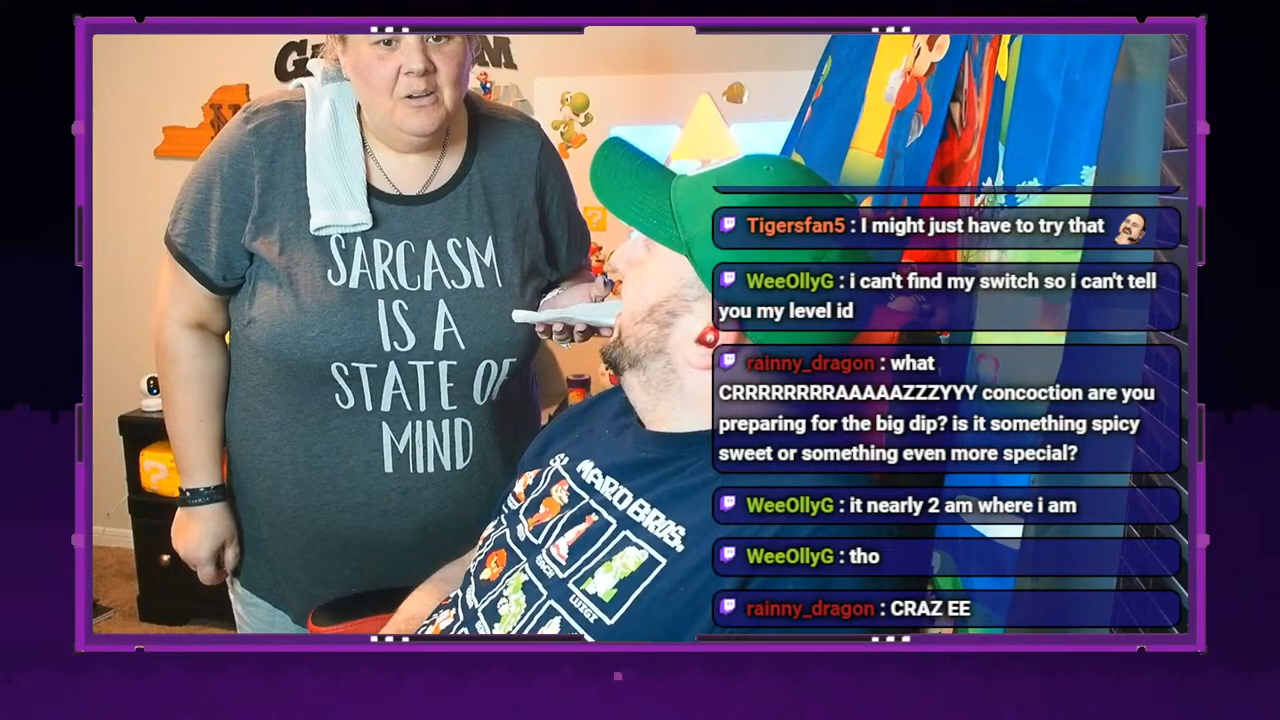 SARCASM
IS A
STATE OF
MIND
MARIO BROS.
LUIGI
Tigersfan5 : I might just have to try that
WeeOllyG : i can't find my switch so i can't tell
you my level id
rainny_dragon : what
CRRRRRRRRAAAAAZZZYYY concoction are you
preparing for the big dip? is it something spicy
sweet or something even more special?
WeeOllyG : it nearly 2 am where i am
WeeOllyG : tho
rainny_dragon : CRAZ EE